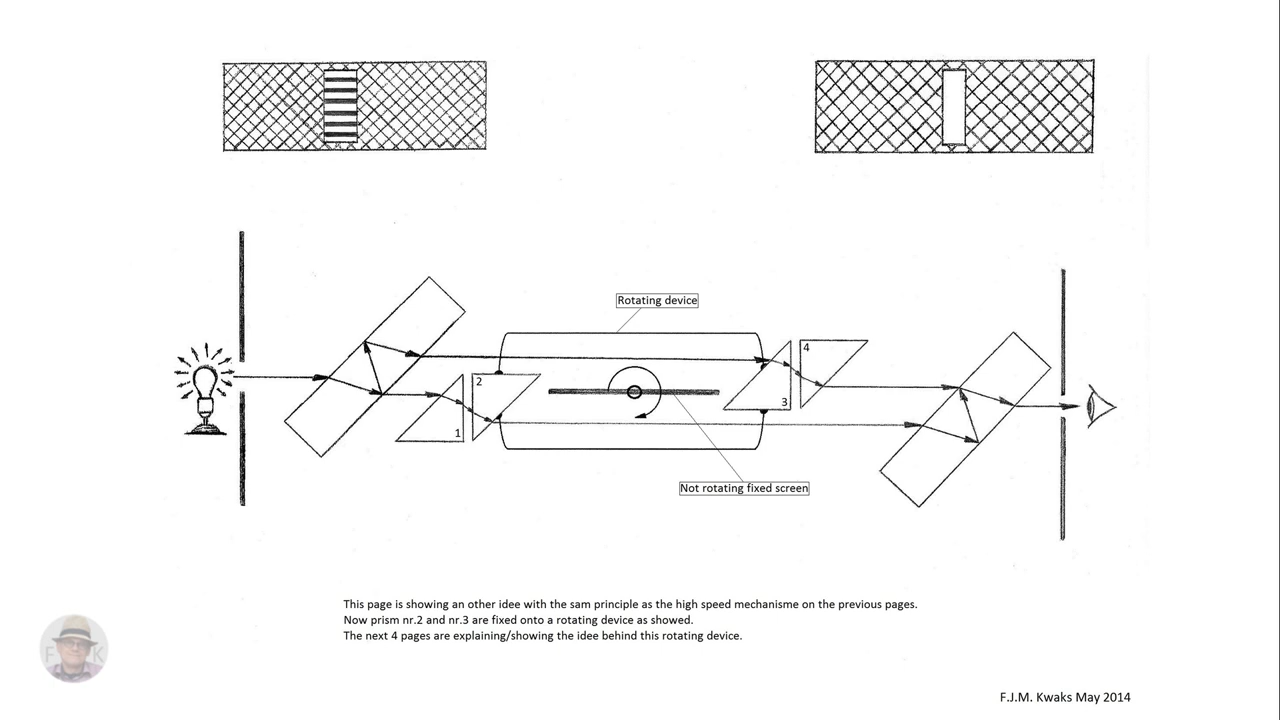 Rotating device
4
2
3
1
Not rotating fixed screen
This page is showing an other idee with the sam principle as the high speed mechanisme on the previous pages.
Now prism nr.2 and nr.3 are fixed onto a rotating device as showed.
The next 4 pages are explaining/showing the idee behind this rotating device.
F K
F.J.M. Kwaks May 2014